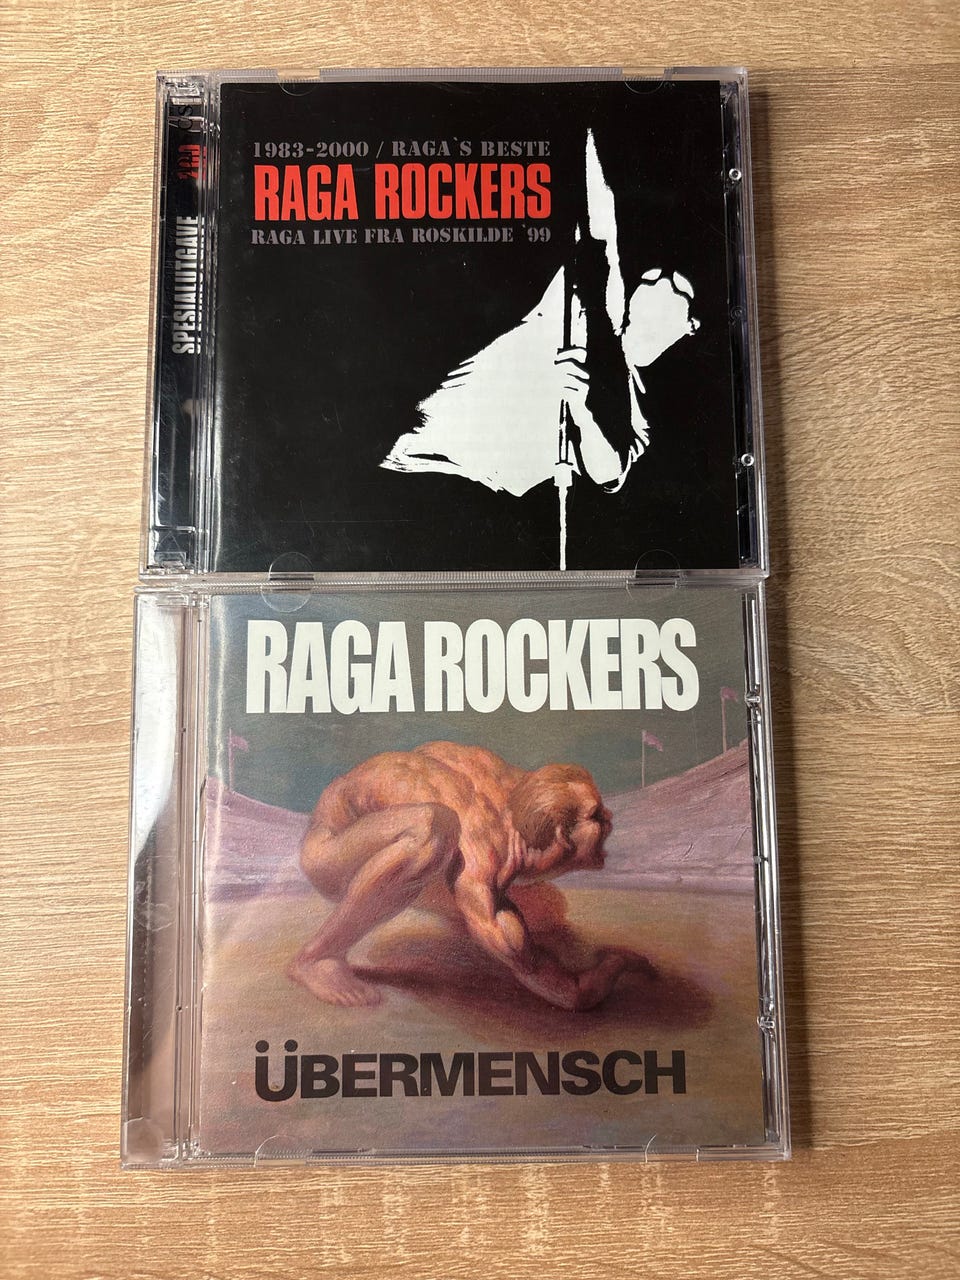 1983-2000 / RAGA`S BESTE
RAGA ROCKERS
RAGA LIVE FRA ROSKILDE `99
SPESIALUTGAVE
RAGA ROCKERS
ÜBERMENSCH